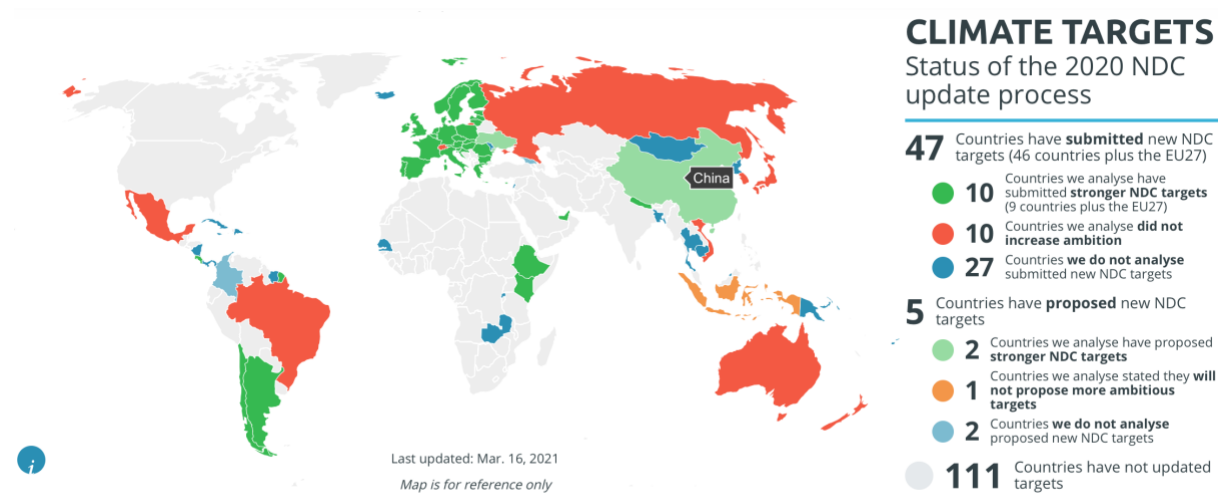 CLIMATE TARGETS
Status of the 2020 NDC
update process
47 Countries have submitted new NDC
targets (46 countries plus the EU27)
10 Countries we analyse have
submitted stronger NDC targets
(9 countries plus the EU27)
10 Countries we analyse did not
increase ambition
27 Countries we do not analyse
submitted new NDC targets
5 Countries have proposed new NDC
targets
2 Countries we analyse have proposed
stronger NDC targets
1 Countries we analyse stated they will
not propose more ambitious
targets
2 Countries we do not analyse
proposed new NDC targets
111 Countries have not updated
targets
China
Last updated: Mar. 16, 2021
Map is for reference only
i